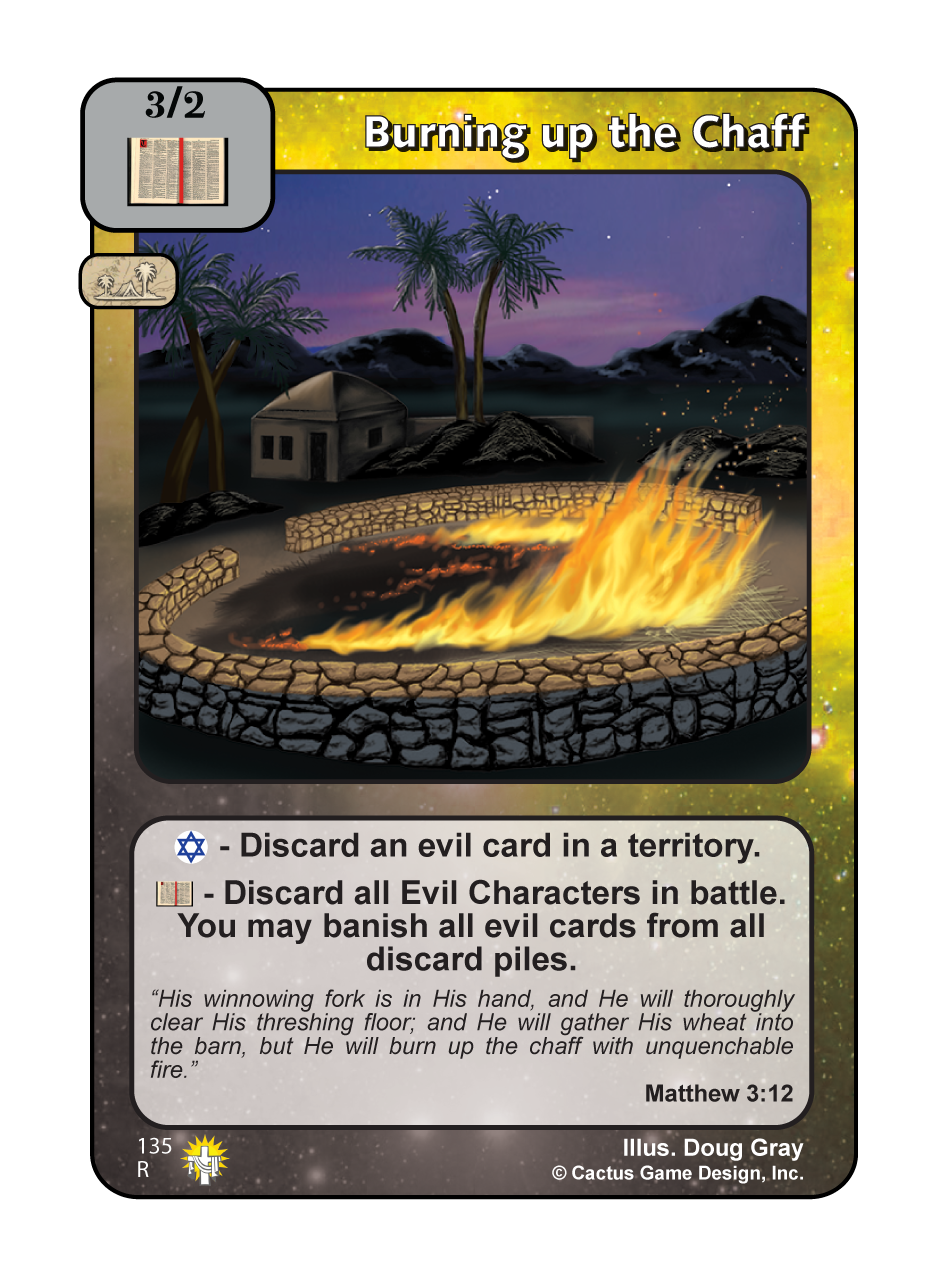 3/2
Burning up the Chaff
- Discard an evil card in a territory.
- Discard all Evil Characters in battle.
You may banish all evil cards from all
discard piles.
“His winnowing fork is in His hand, and He will thoroughly
clear His threshing floor; and He will gather His wheat into
the barn, but He will burn up the chaff with unquenchable
fire.”
Matthew 3:12
135
R
Illus. Doug Gray
© Cactus Game Design, Inc.